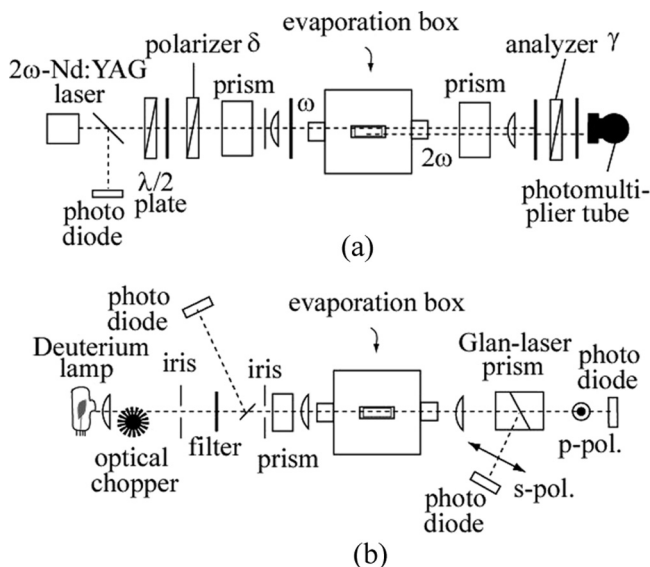 evaporation box
polarizer δ
analyzer γ
2ω-Nd:YAG
laser
prism
ω
prism
2ω
λ/2
plate
photo
diode
photomulti-
plier tube
(a)
photo
diode
evaporation box
Deuterium
lamp
iris
iris
Glan-laser
prism
photo
diode
optical
chopper
filter
prism
p-pol.
s-pol.
photo
diode
(b)